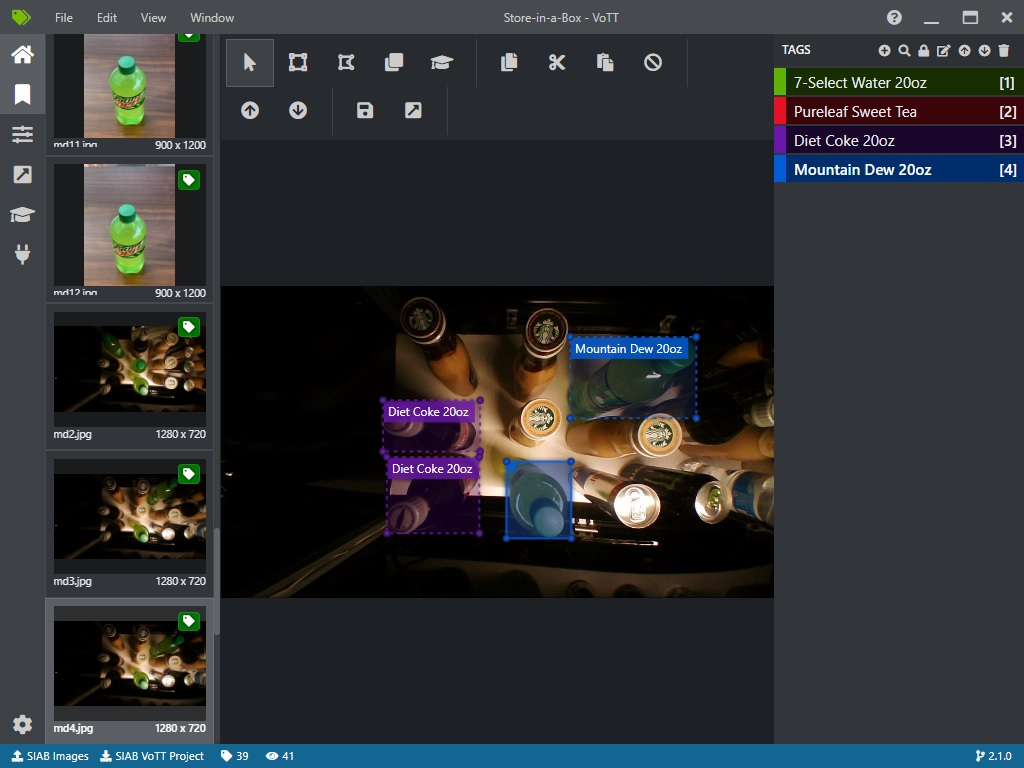 File Edit View Window Store-in-a-Box - VoTT
md11.jpg 900 x 1200
md12.jpg 900 x 1200
md2.jpg 1280 x 720
md3.jpg 1280 x 720
md4.jpg 1280 x 720
Mountain Dew 20oz
Diet Coke 20oz
Diet Coke 20oz
TAGS
7-Select Water 20oz [1]
Pureleaf Sweet Tea [2]
Diet Coke 20oz [3]
Mountain Dew 20oz [4]
SIAB Images SIAB VoTT Project 39 41 2.1.0